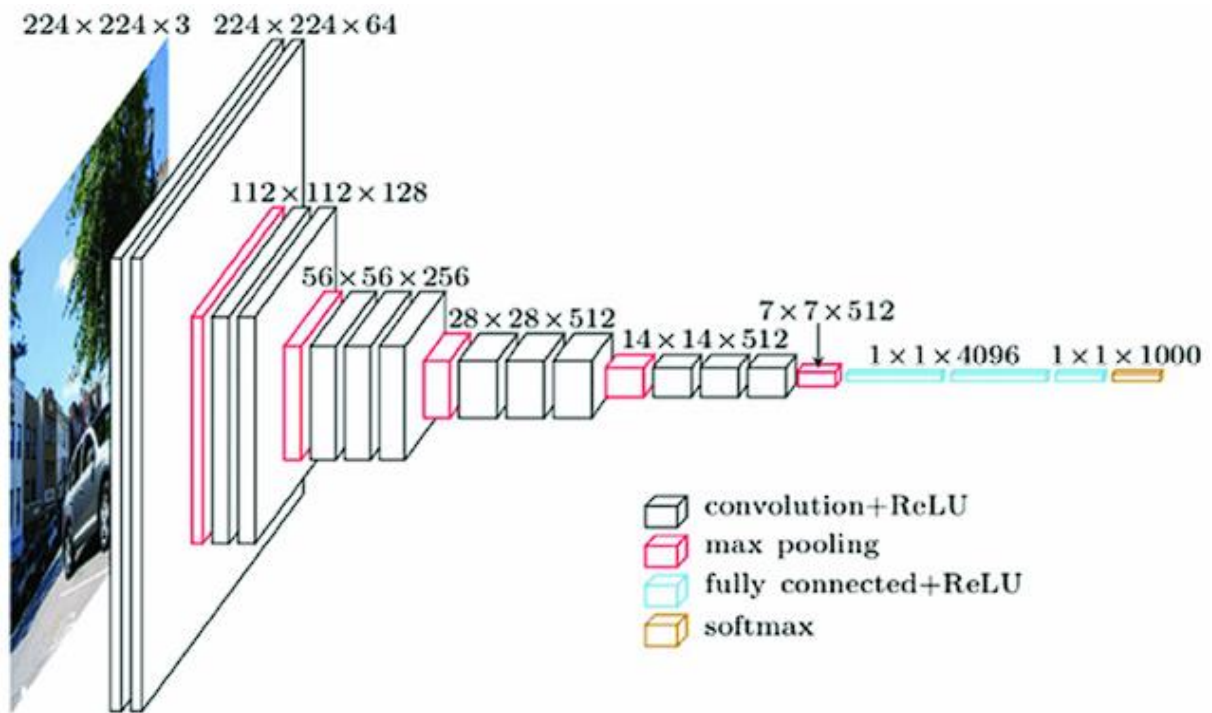 224 × 224 × 3
224 × 224 × 64
112 × 112 × 128
56 × 56 × 256
28 × 28 × 512
14 × 14 × 512
7 × 7 × 512
1 × 1 × 4096
1 × 1 × 1000
convolution+ReLU
max pooling
fully connected+ReLU
softmax